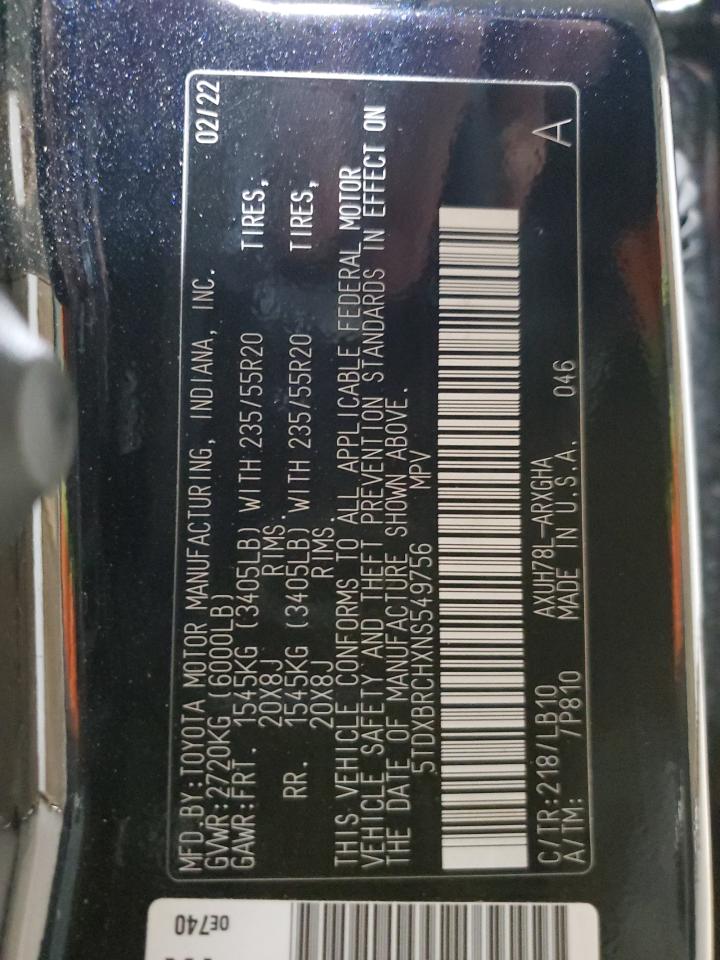 MFD.BY:TOYOTA MOTOR MANUFACTURING, INDIANA, INC. 02/22
GVWR:2720KG (6000LB)
GAWR:FRT. 1545KG (3405LB) WITH 235/55R20 TIRES,
20X8J RIMS.
RR. 1545KG (3405LB) WITH 235/55R20 TIRES,
20X8J RIMS.
THIS VEHICLE CONFORMS TO ALL APPLICABLE FEDERAL MOTOR
VEHICLE SAFETY AND THEFT PREVENTION STANDARDS IN EFFECT ON
THE DATE OF MANUFACTURE SHOWN ABOVE.
5TDXBRCHXNS549756 MPV
C/TR:218/LB10 AXUH78L-ARXGHA A
A/TM: /P810 MADE IN U.S.A. 046
0E740